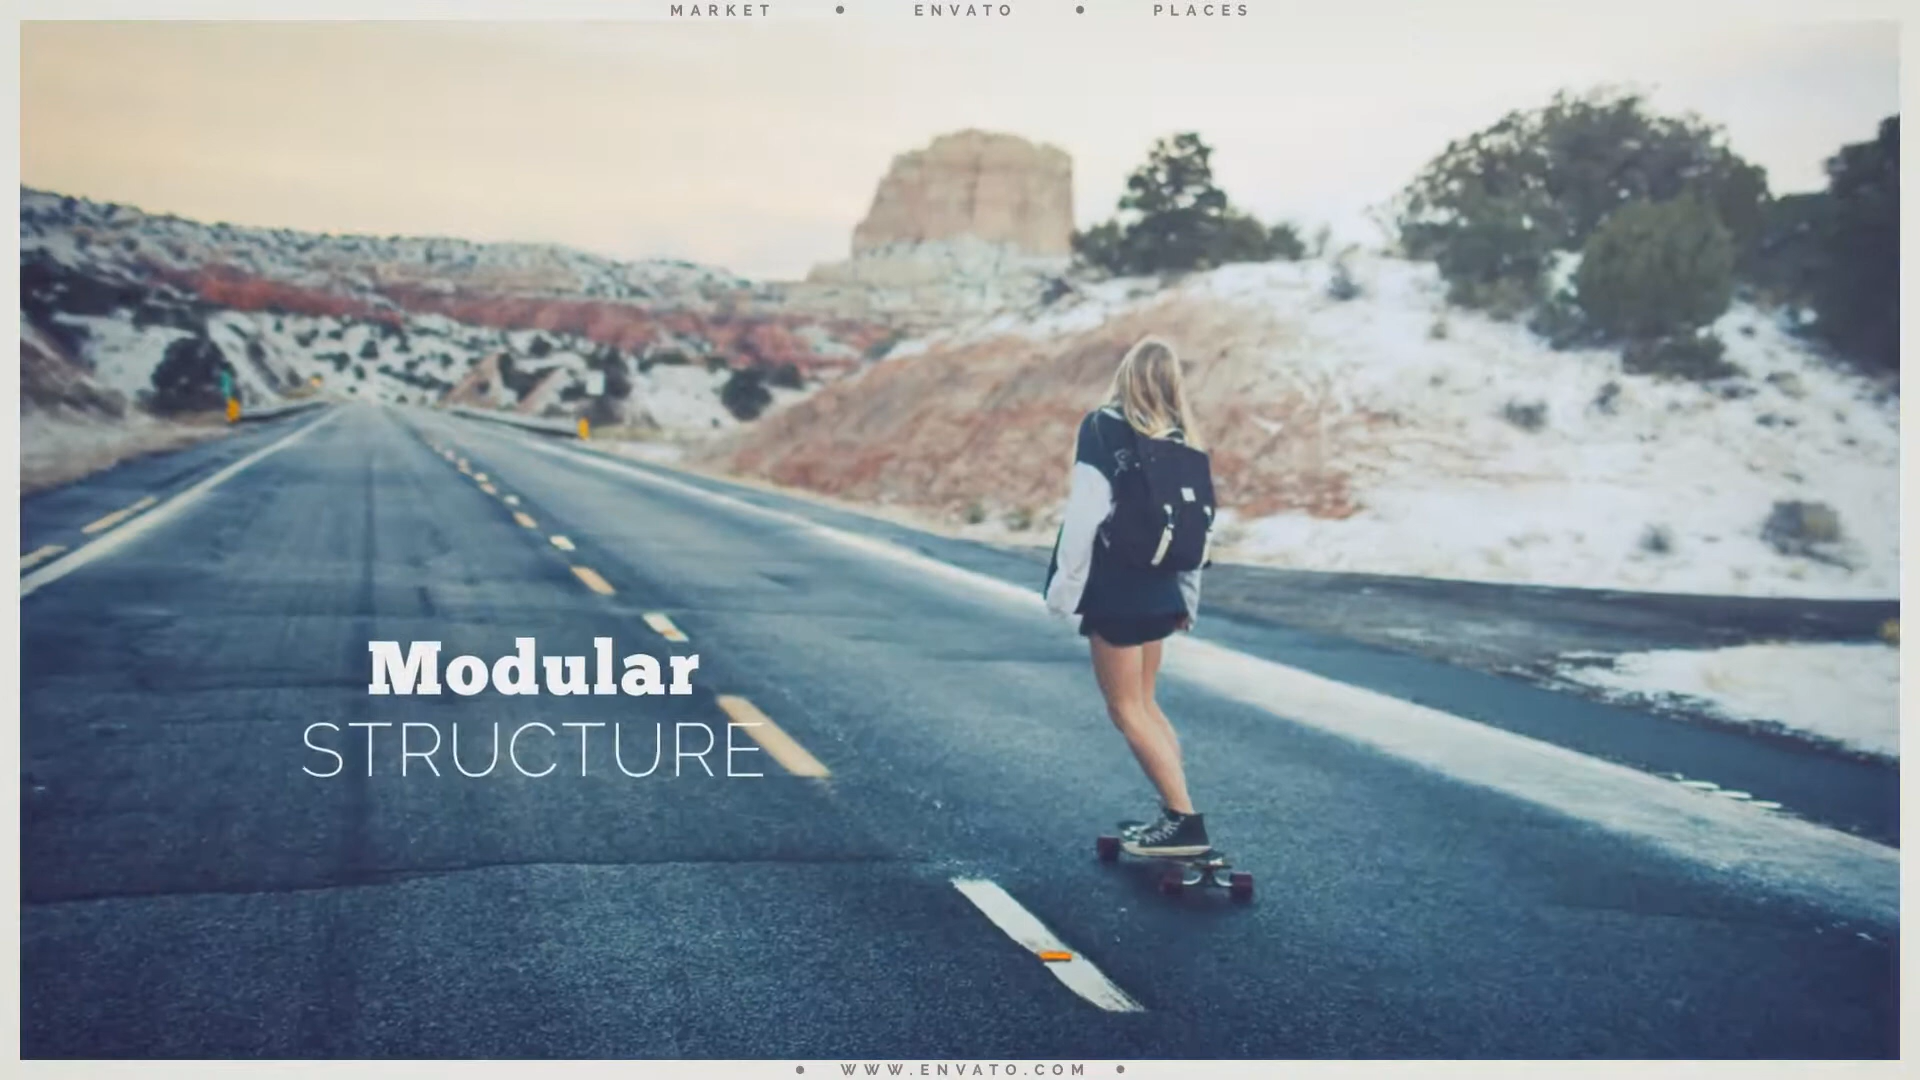 MARKET • ENVATO • PLACES
Modular
STRUCTURE
• WWW.ENVATO.COM •